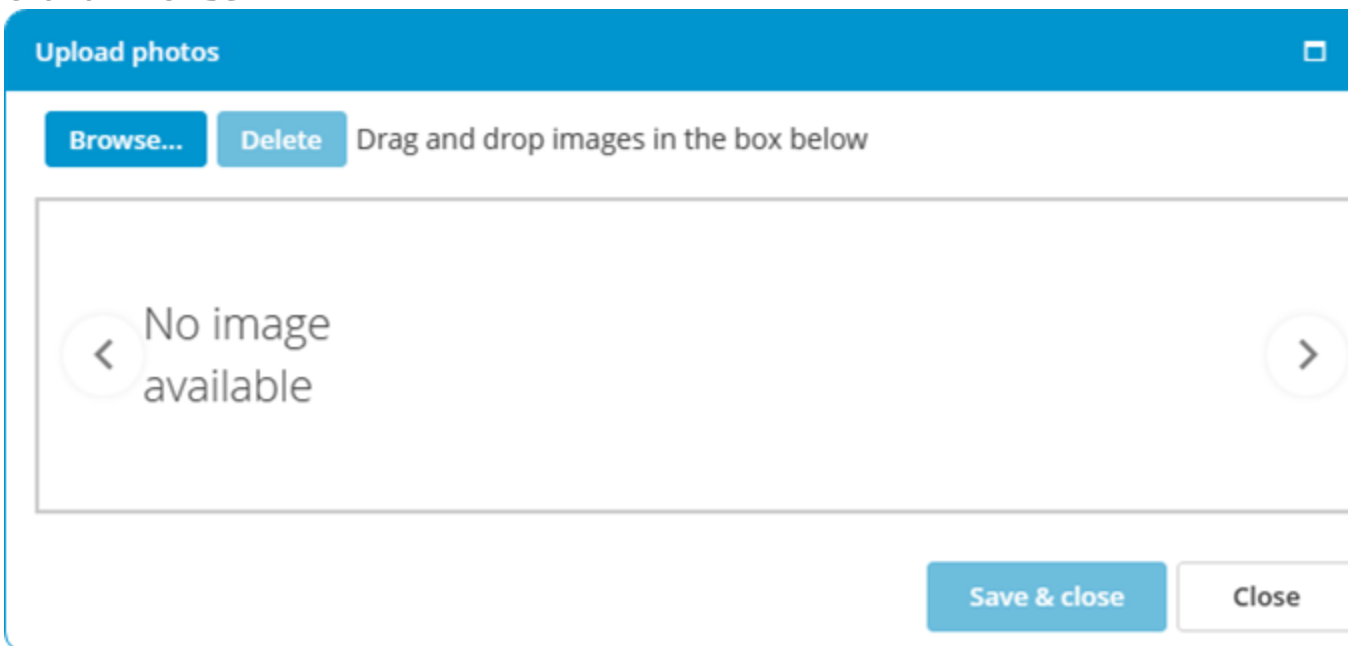 Upload photos
Browse... Delete Drag and drop images in the box below
No image
available
Save & close Close